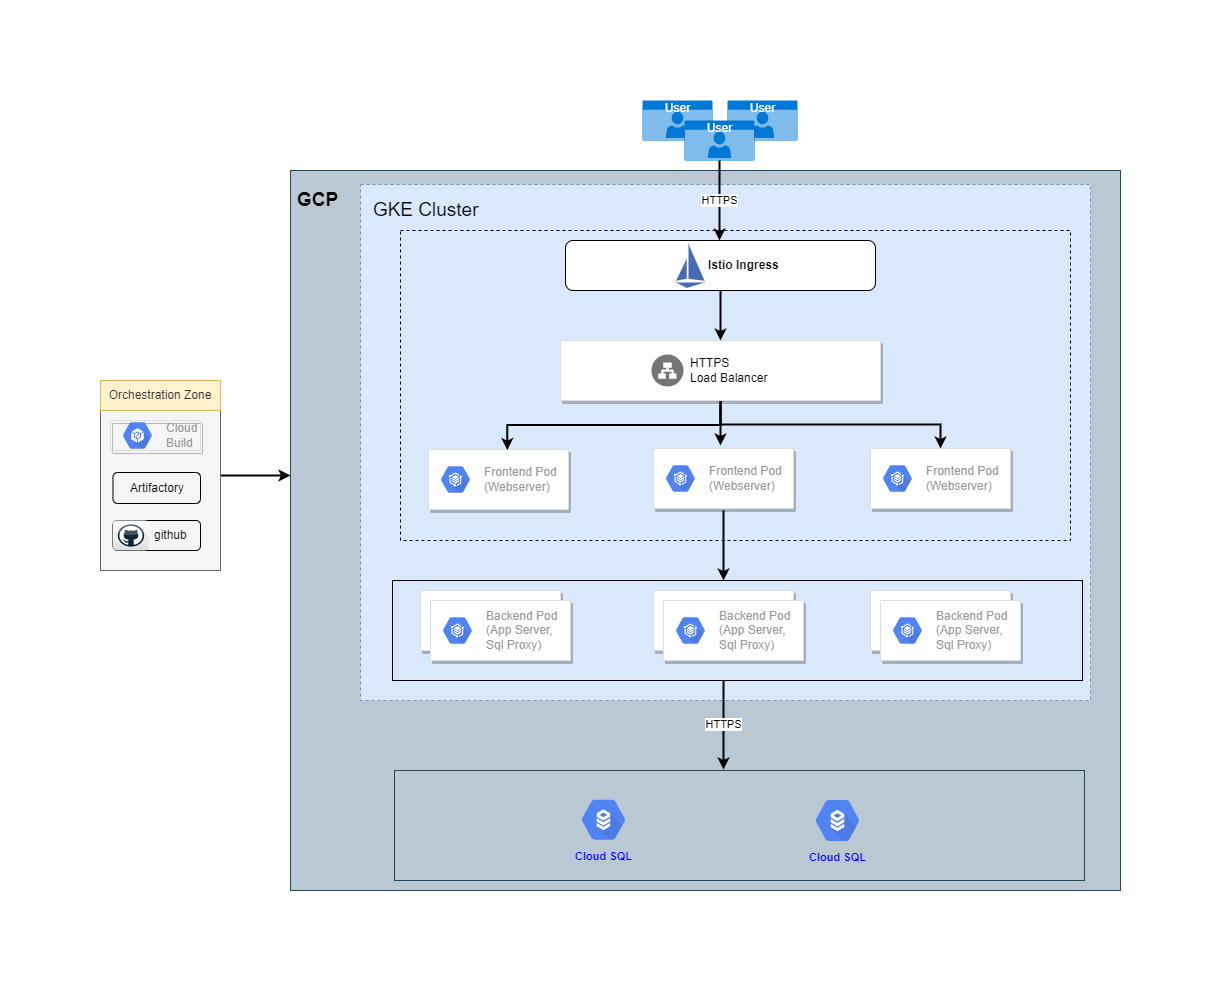 User
User
User
GCP
HTTPS
GKE Cluster
Istio Ingress
HTTPS
Load Balancer
Orchestration Zone
Cloud
Build
Artifactory
github
Frontend Pod
(Webserver)
Frontend Pod
(Webserver)
Frontend Pod
(Webserver)
Backend Pod
(App Server,
Sql Proxy)
Backend Pod
(App Server,
Sql Proxy)
Backend Pod
(App Server,
Sql Proxy)
HTTPS
Cloud SQL
Cloud SQL